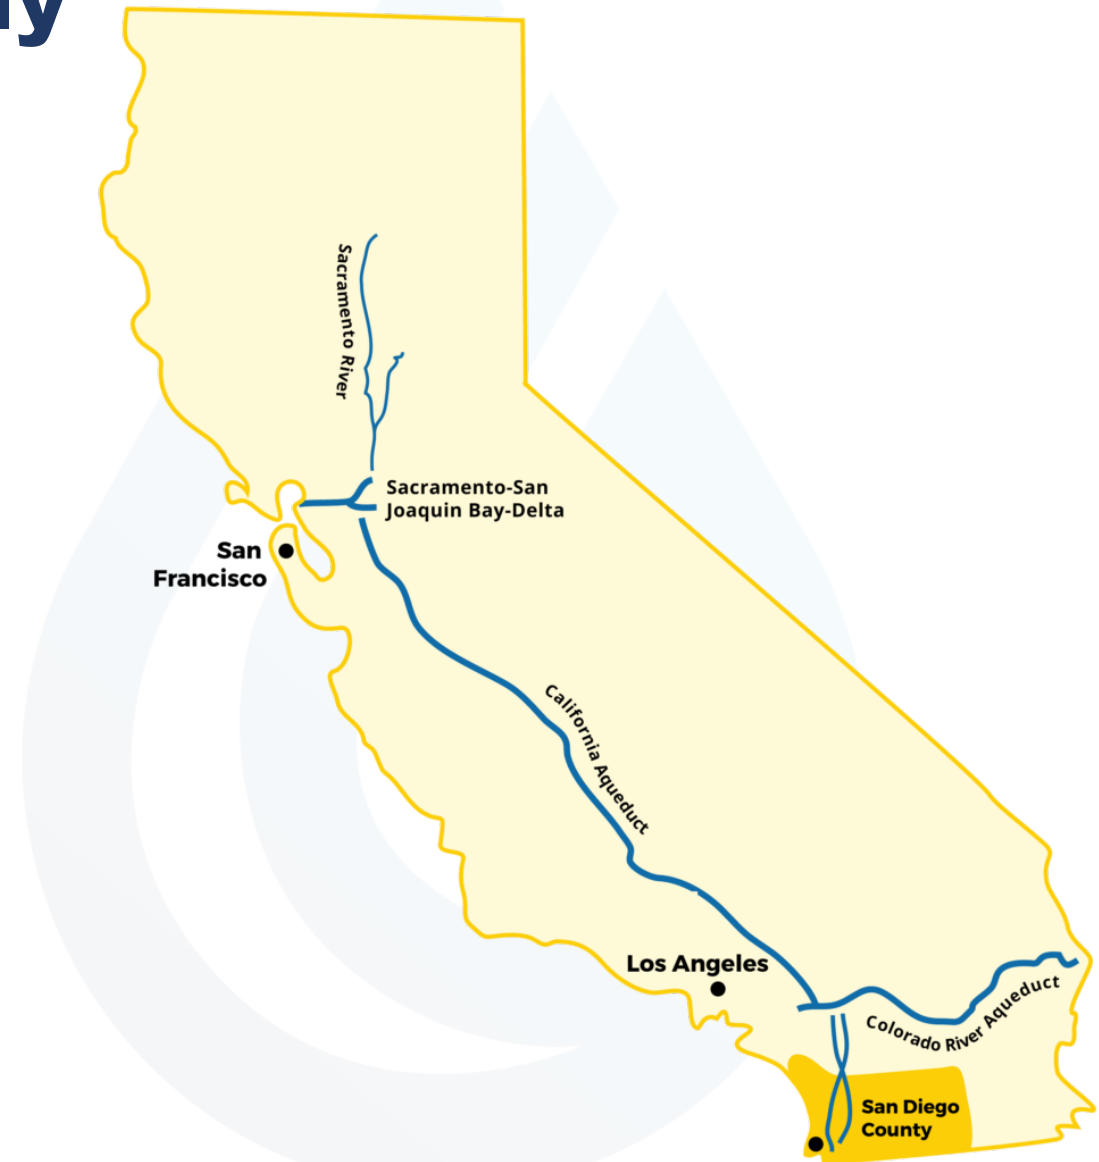 Sacramento River
Sacramento-San
Joaquin Bay-Delta
San
Francisco
California Aqueduct
Los Angeles
Colorado River Aqueduct
San Diego
County